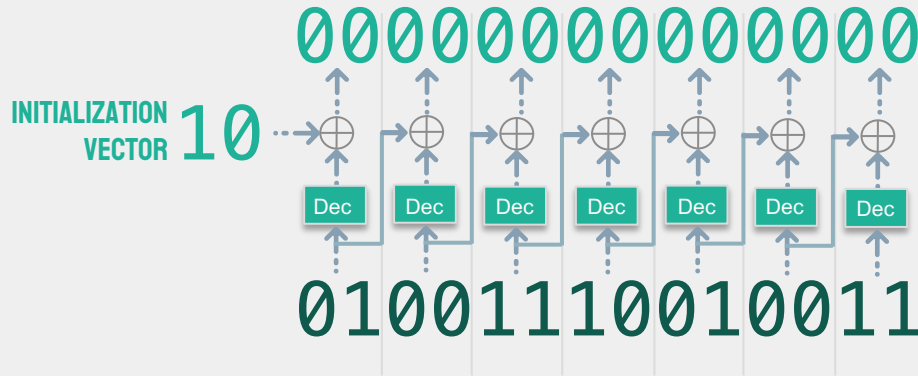 00000000000000
INITIALIZATION
VECTOR 10
Dec Dec Dec Dec Dec Dec Dec
01001110010011